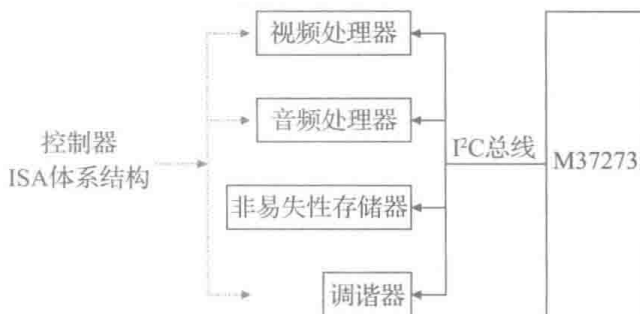 视频处理器
音频处理器
控制器
ISA体系结构
I²C总线
M37273
非易失性存储器
调谐器